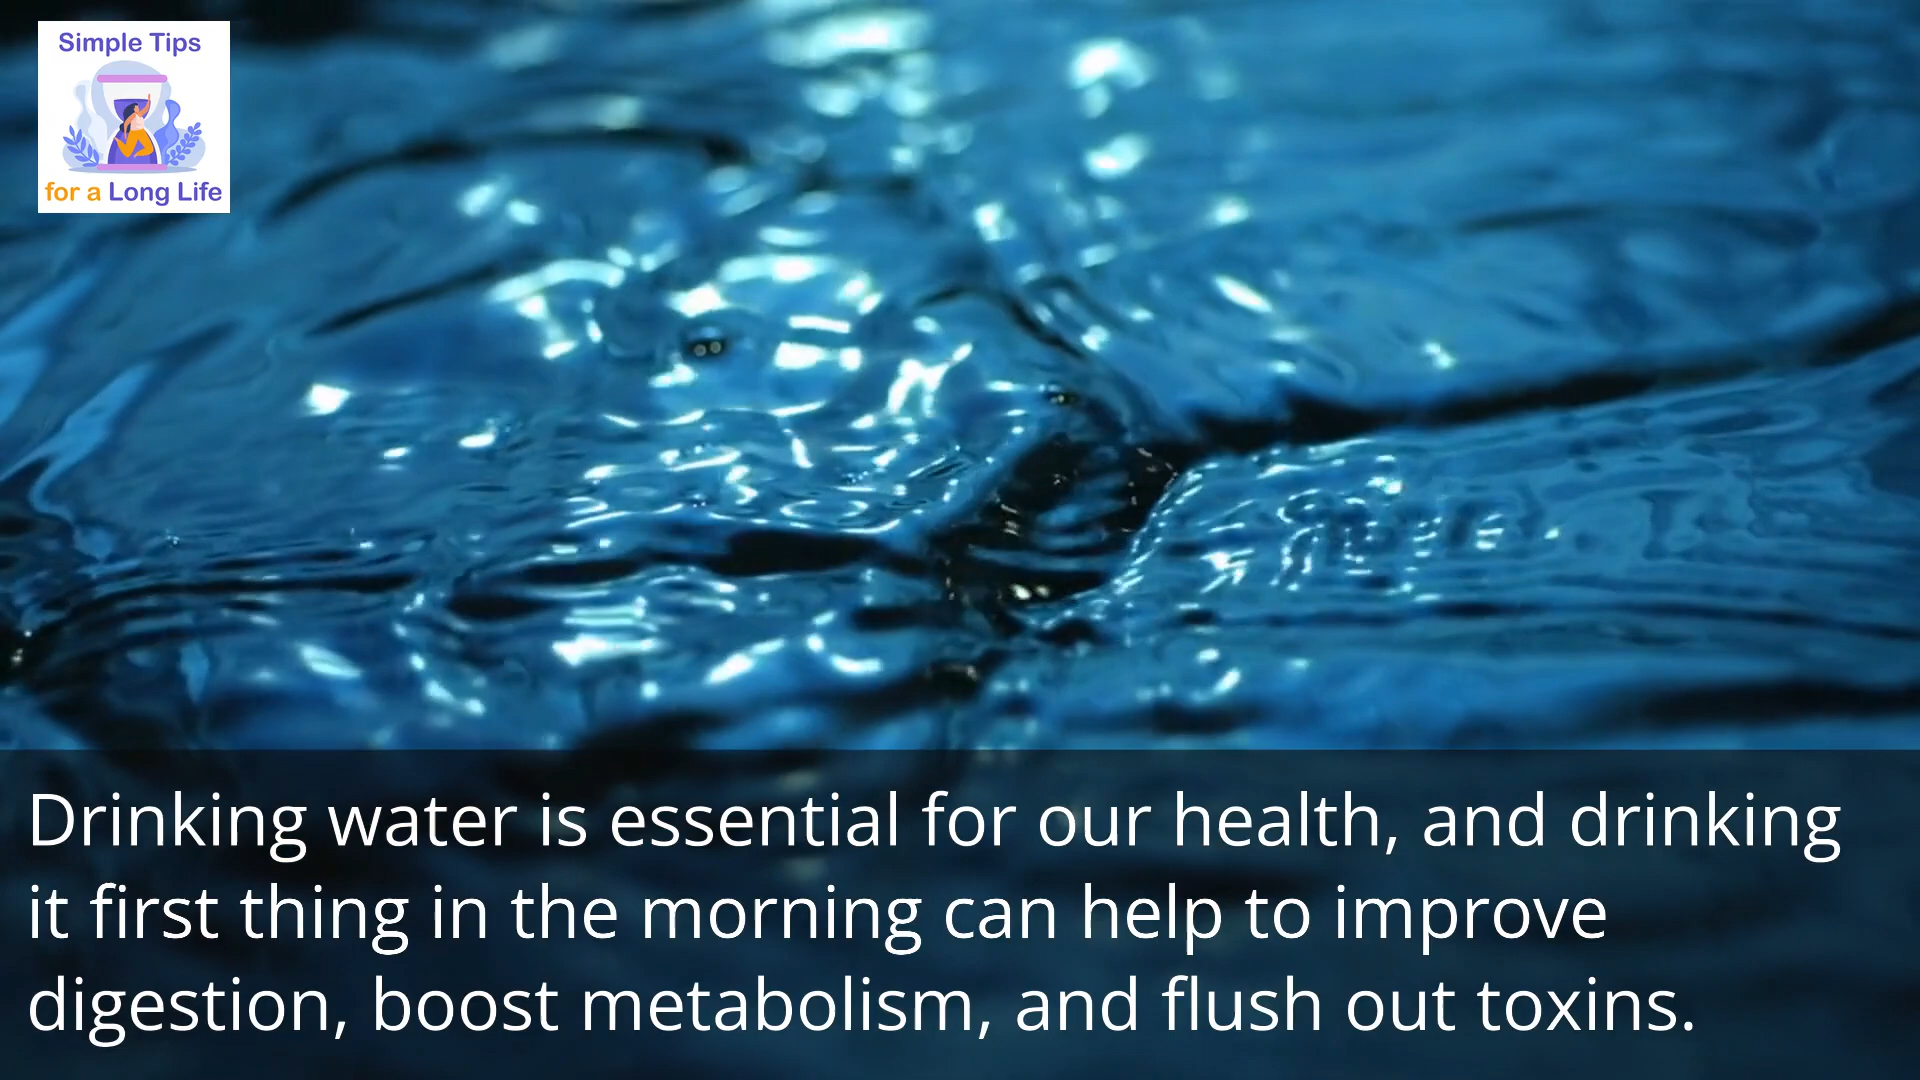 Simple Tips
for a Long Life
Drinking water is essential for our health, and drinking
it first thing in the morning can help to improve
digestion, boost metabolism, and flush out toxins.